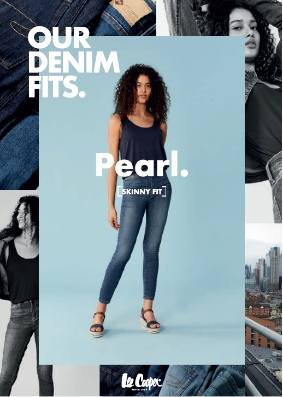 OUR
DENIM
FITS.
Pearl.
[SKINNY FIT]
Lee Cooper